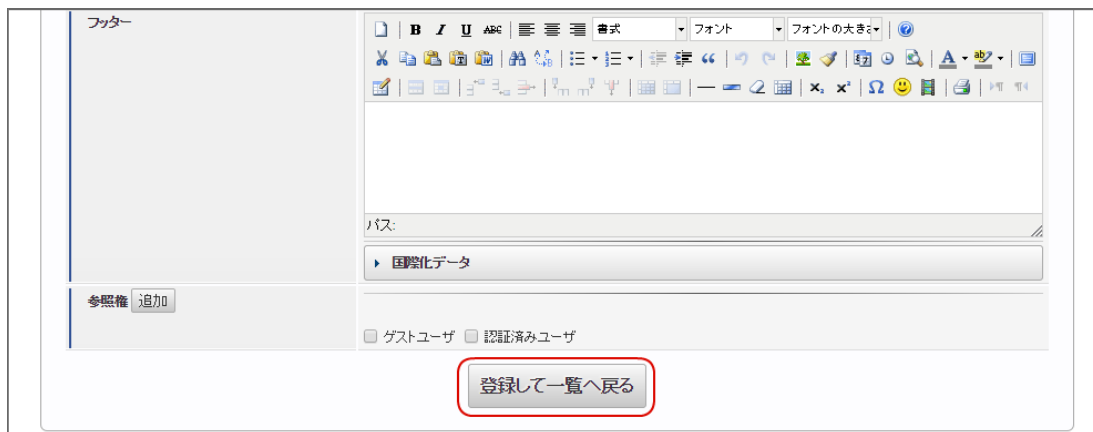 フッター
B I U ABC 書式 フォント フォントの大きさ
パス:
国際化データ
参照権 追加
ゲストユーザ 認証済みユーザ
登録して一覧へ戻る